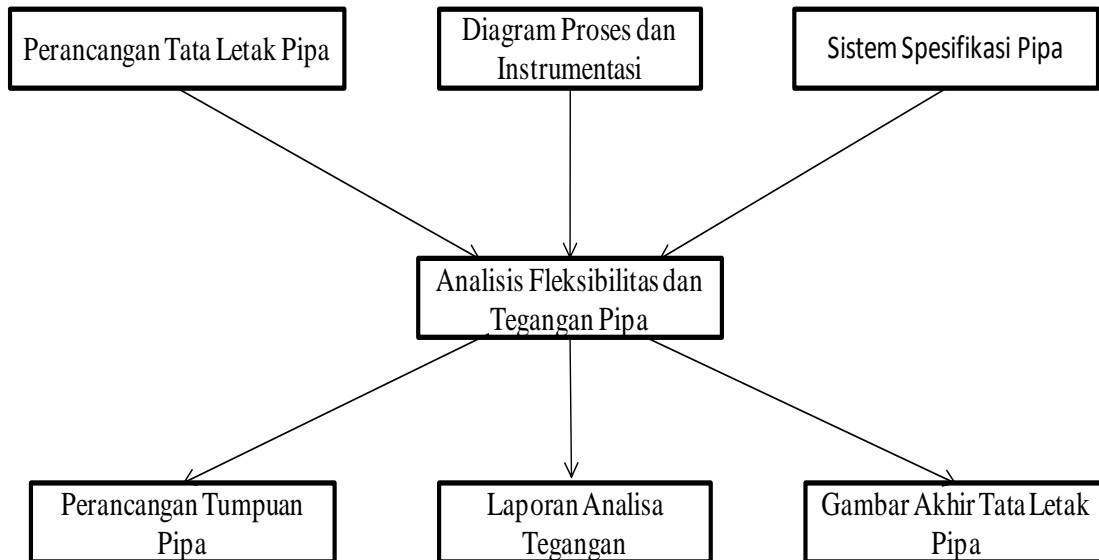 Perancangan Tata Letak Pipa
Diagram Proses dan
Instrumentasi
Sistem Spesifikasi Pipa
Analisis Fleksibilitas dan
Tegangan Pipa
Perancangan Tumpuan
Pipa
Laporan Analisa
Tegangan
Gambar Akhir Tata Letak
Pipa